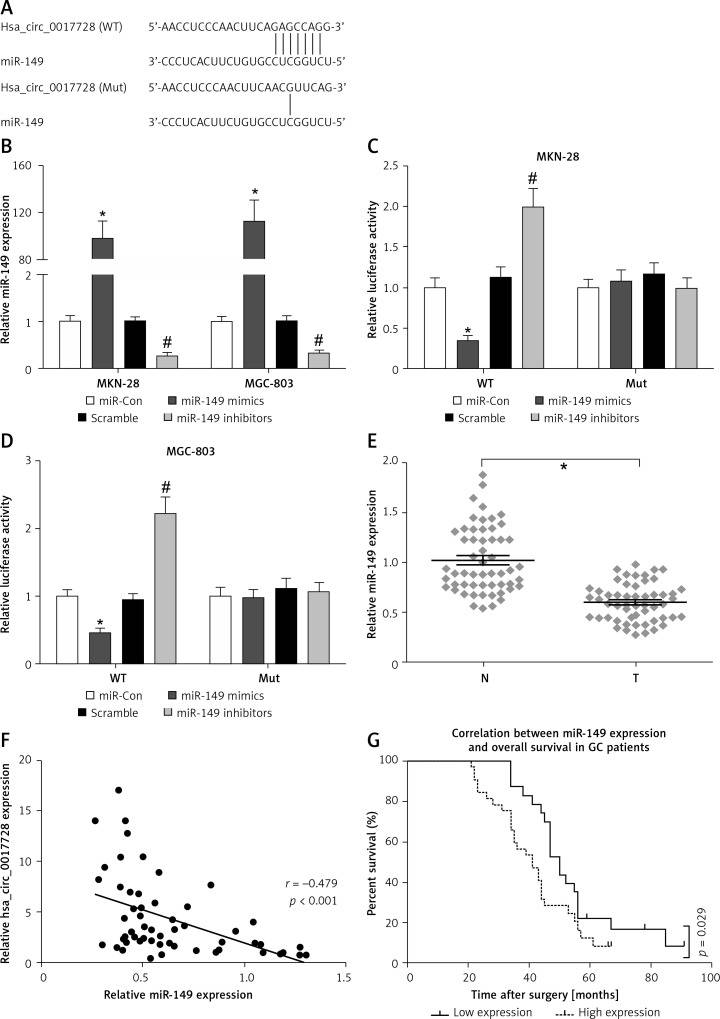 A
Hsa_circ_0017728 (WT) 5’-AACCUCCCAACUUCAGAGCCAGG-3’
miR-149 3’-CCCUCACUUCUGUGCCUCGGUCU-5’
Hsa_circ_0017728 (Mut) 5’-AACCUCCCAACUUCAACGUUCAG-3’
miR-149 3’-CCCUCACUUCUGUGCCUCGGUCU-5’
B
Relative miR-149 expression
160
120
80
2
1
0
* * # #
MKN-28 MGC-803
miR-Con miR-149 mimics
Scramble miR-149 inhibitors
C
MKN-28
Relative luciferase activity
2.5
2.0
1.5
1.0
0.5
0
* #
WT Mut
miR-Con miR-149 mimics
Scramble miR-149 inhibitors
D
MGC-803
Relative luciferase activity
3
2
1
0
* #
WT Mut
miR-Con miR-149 mimics
Scramble miR-149 inhibitors
E
Relative miR-149 expression
2.0
1.5
1.0
0.5
0
*
N T
F
Relative hsa_circ_0017728 expression
20
15
10
5
0
r = –0.479
p < 0.001
0 0.5 1.0 1.5
Relative miR-149 expression
G
Correlation between miR-149 expression
and overall survival in GC patients
Percent survival (%)
100
80
60
40
20
0
p = 0.029
0 20 40 60 80 100
Time after surgery [months]
Low expression High expression